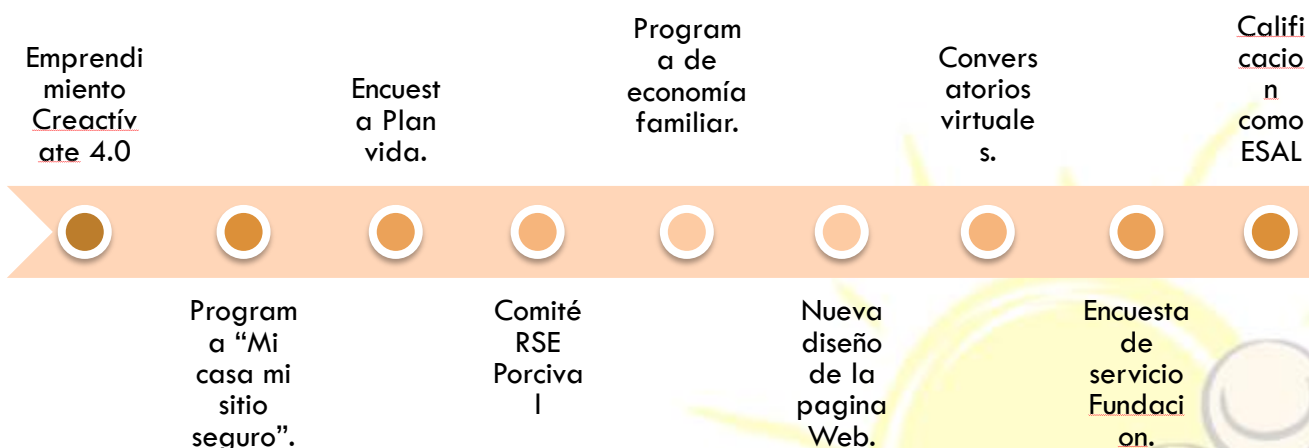 Emprendi
miento
Creactív
ate 4.0
Program
a “Mi
casa mi
sitio
seguro”.
Encuest
a Plan
vida.
Comité
RSE
Porciva
l
Program
a de
economía
familiar.
Nueva
diseño
de la
pagina
Web.
Convers
atorios
virtuale
s.
Encuesta
de
servicio
Fundaci
on.
Califi
cacio
n
como
ESAL